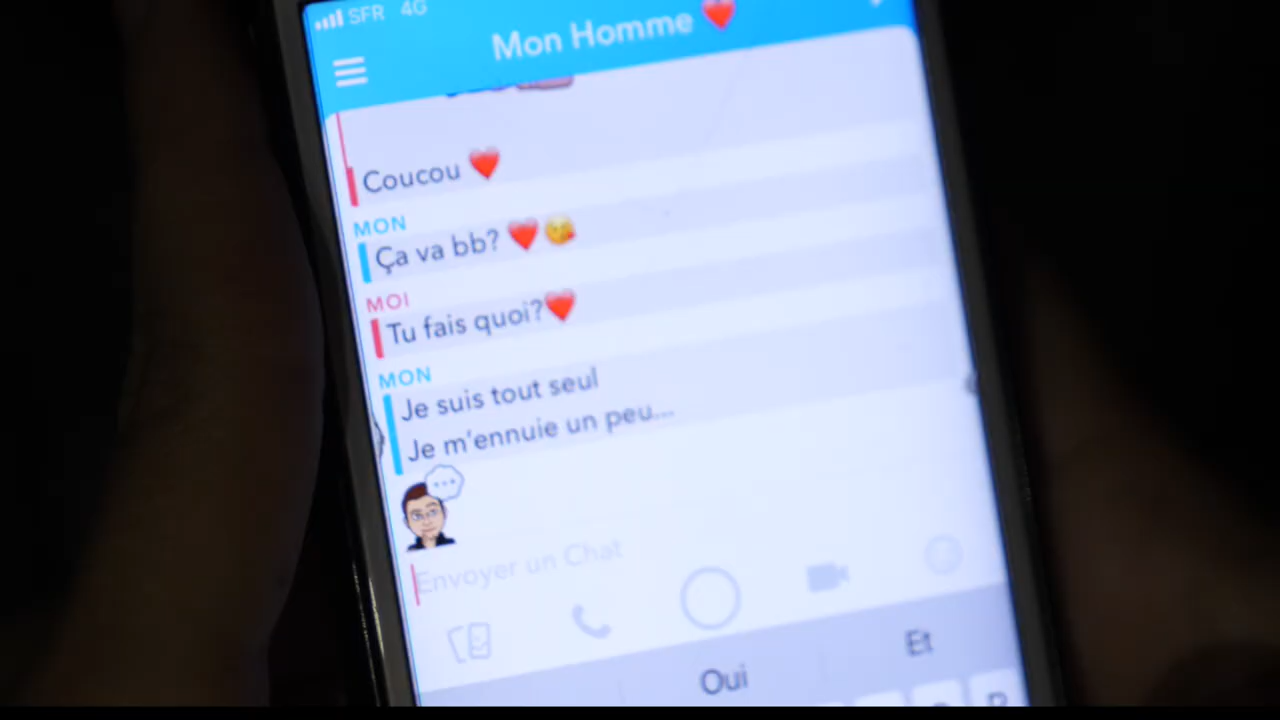 SFR 4G
Mon Homme ❤️
Coucou ❤️
MON
Ça va bb? ❤️😘
MOI
Tu fais quoi?❤️
MON
Je suis tout seul
Je m'ennuie un peu...
Envoyer un Chat
Oui
Et